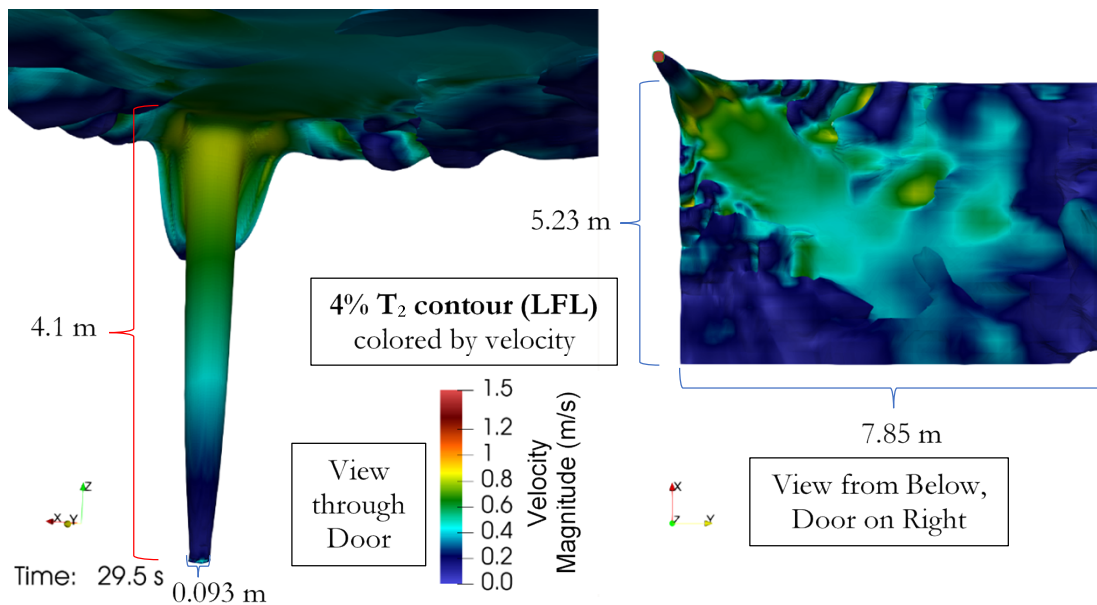 4.1 m
Time: 29.5 s
0.093 m
X
Y
Z
4% T₂ contour (LFL)
colored by velocity
View
through
Door
1.5
1.2
1
0.8
0.6
0.4
0.2
0.0
Velocity
Magnitude (m/s)
5.23 m
7.85 m
X
Z
Y
View from Below,
Door on Right